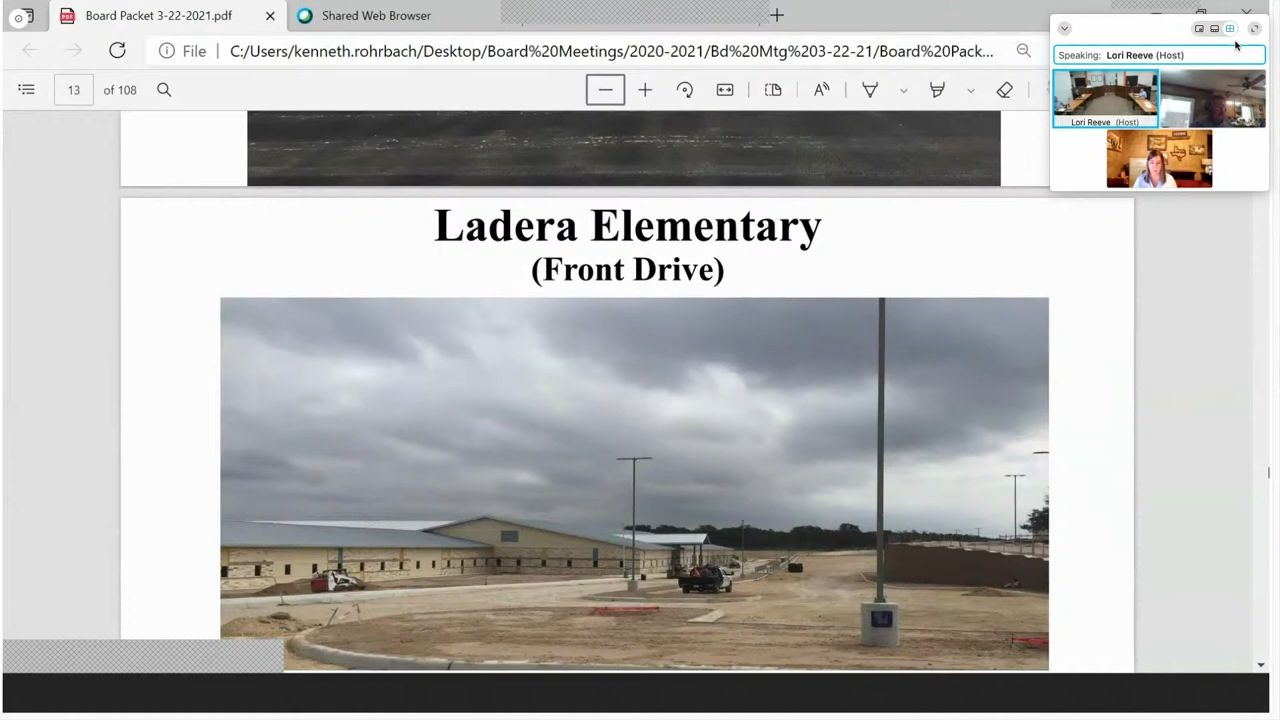 Board Packet 3-22-2021.pdf
Shared Web Browser
File
C:/Users/kenneth.rohrbach/Desktop/Board%20Meetings/2020-2021/Bd%20Mtg%203-22-21/Board%20Pack...
13 of 108
Speaking: Lori Reeve (Host)
Lori Reeve (Host)
Ladera Elementary
(Front Drive)